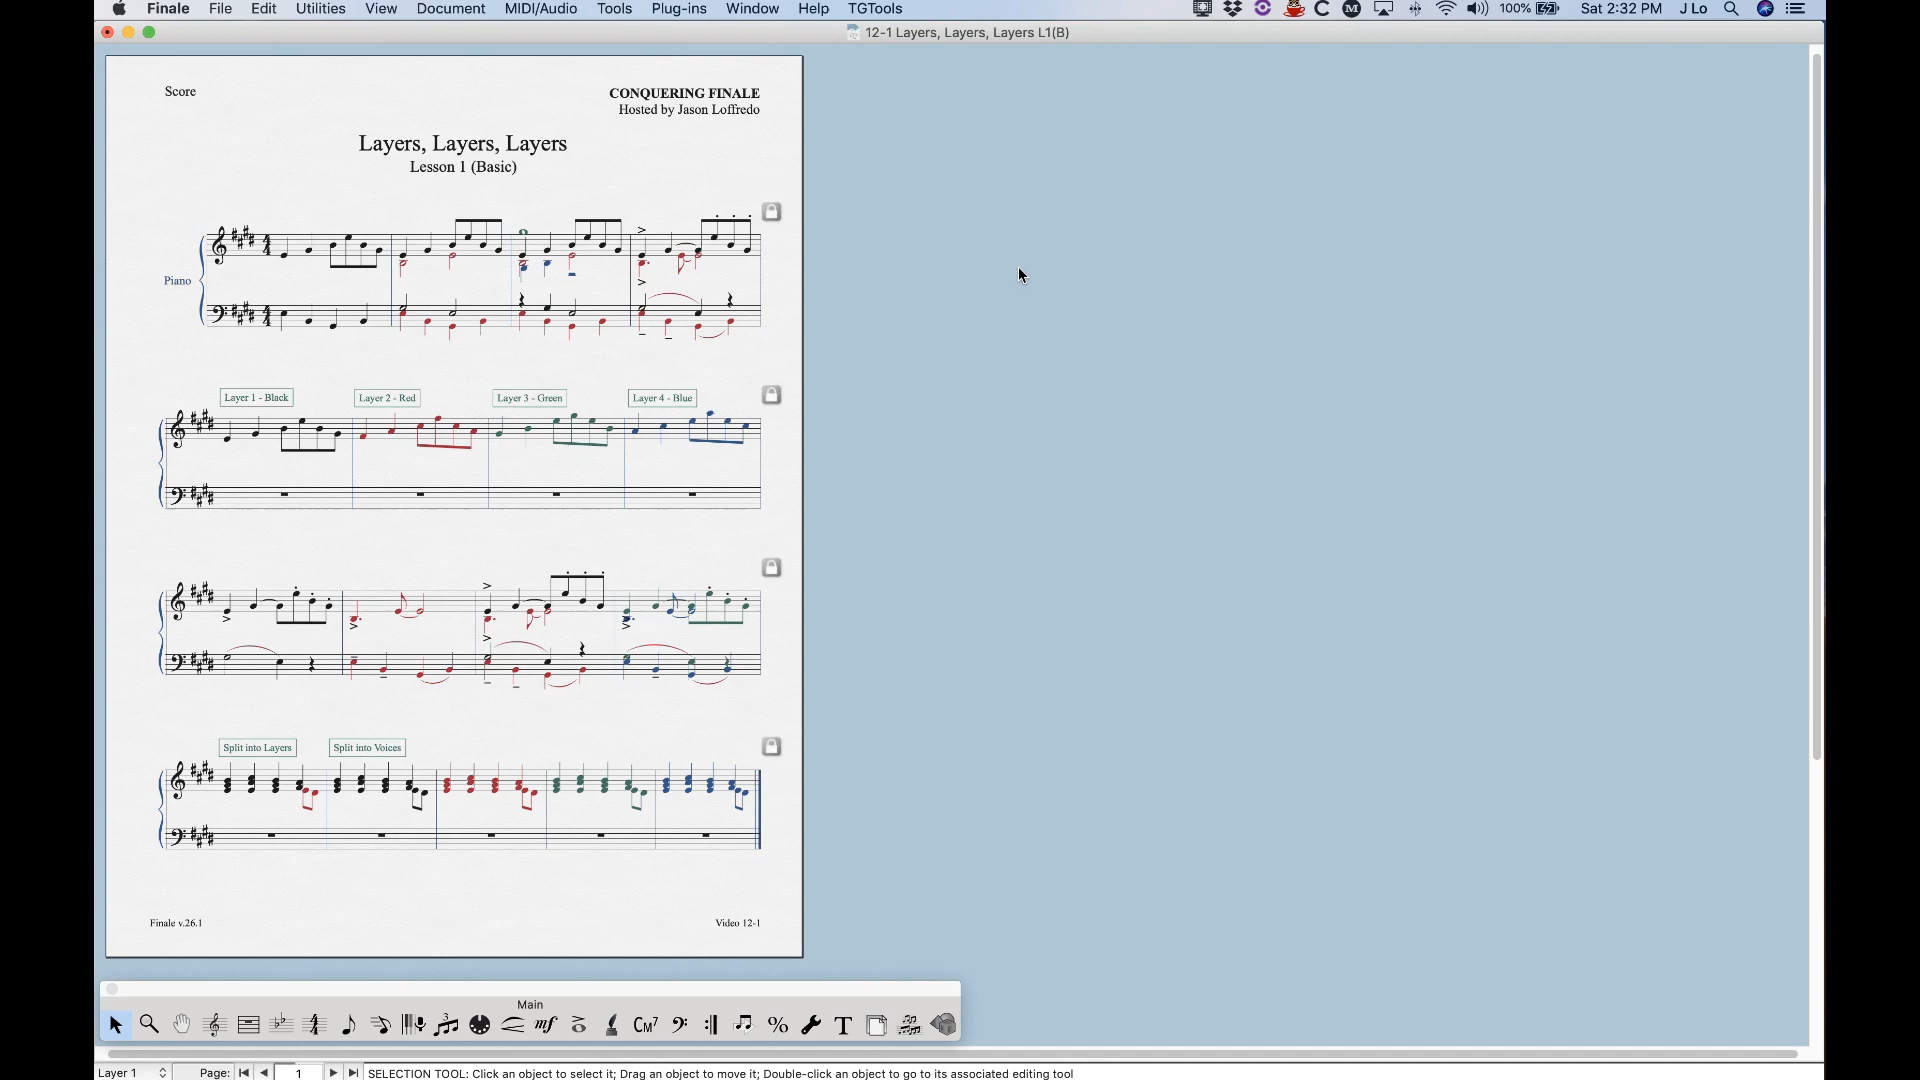 Finale File Edit Utilities View Document MIDI/Audio Tools Plug-ins Window Help TGTools 100% Sat 2:32 PM J Lo
12-1 Layers, Layers, Layers L1(B)
Score
CONQUERING FINALE
Hosted by Jason Loffredo
Layers, Layers, Layers
Lesson 1 (Basic)
Piano
Layer 1 - Black Layer 2 - Red Layer 3 - Green Layer 4 - Blue
Split into Layers Split into Voices
Finale v.26.1 Video 12-1
Main
mf CM7 % T
Layer 1 Page: 1 SELECTION TOOL: Click an object to select it; Drag an object to move it; Double-click an object to go to its associated editing tool